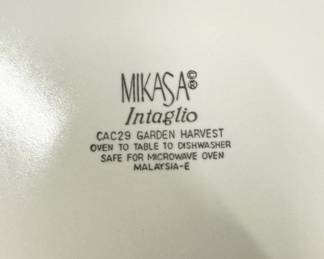 MIKASA©®
Intaglio
CAC29 GARDEN HARVEST
OVEN TO TABLE TO DISHWASHER
SAFE FOR MICROWAVE OVEN
MALAYSIA-E